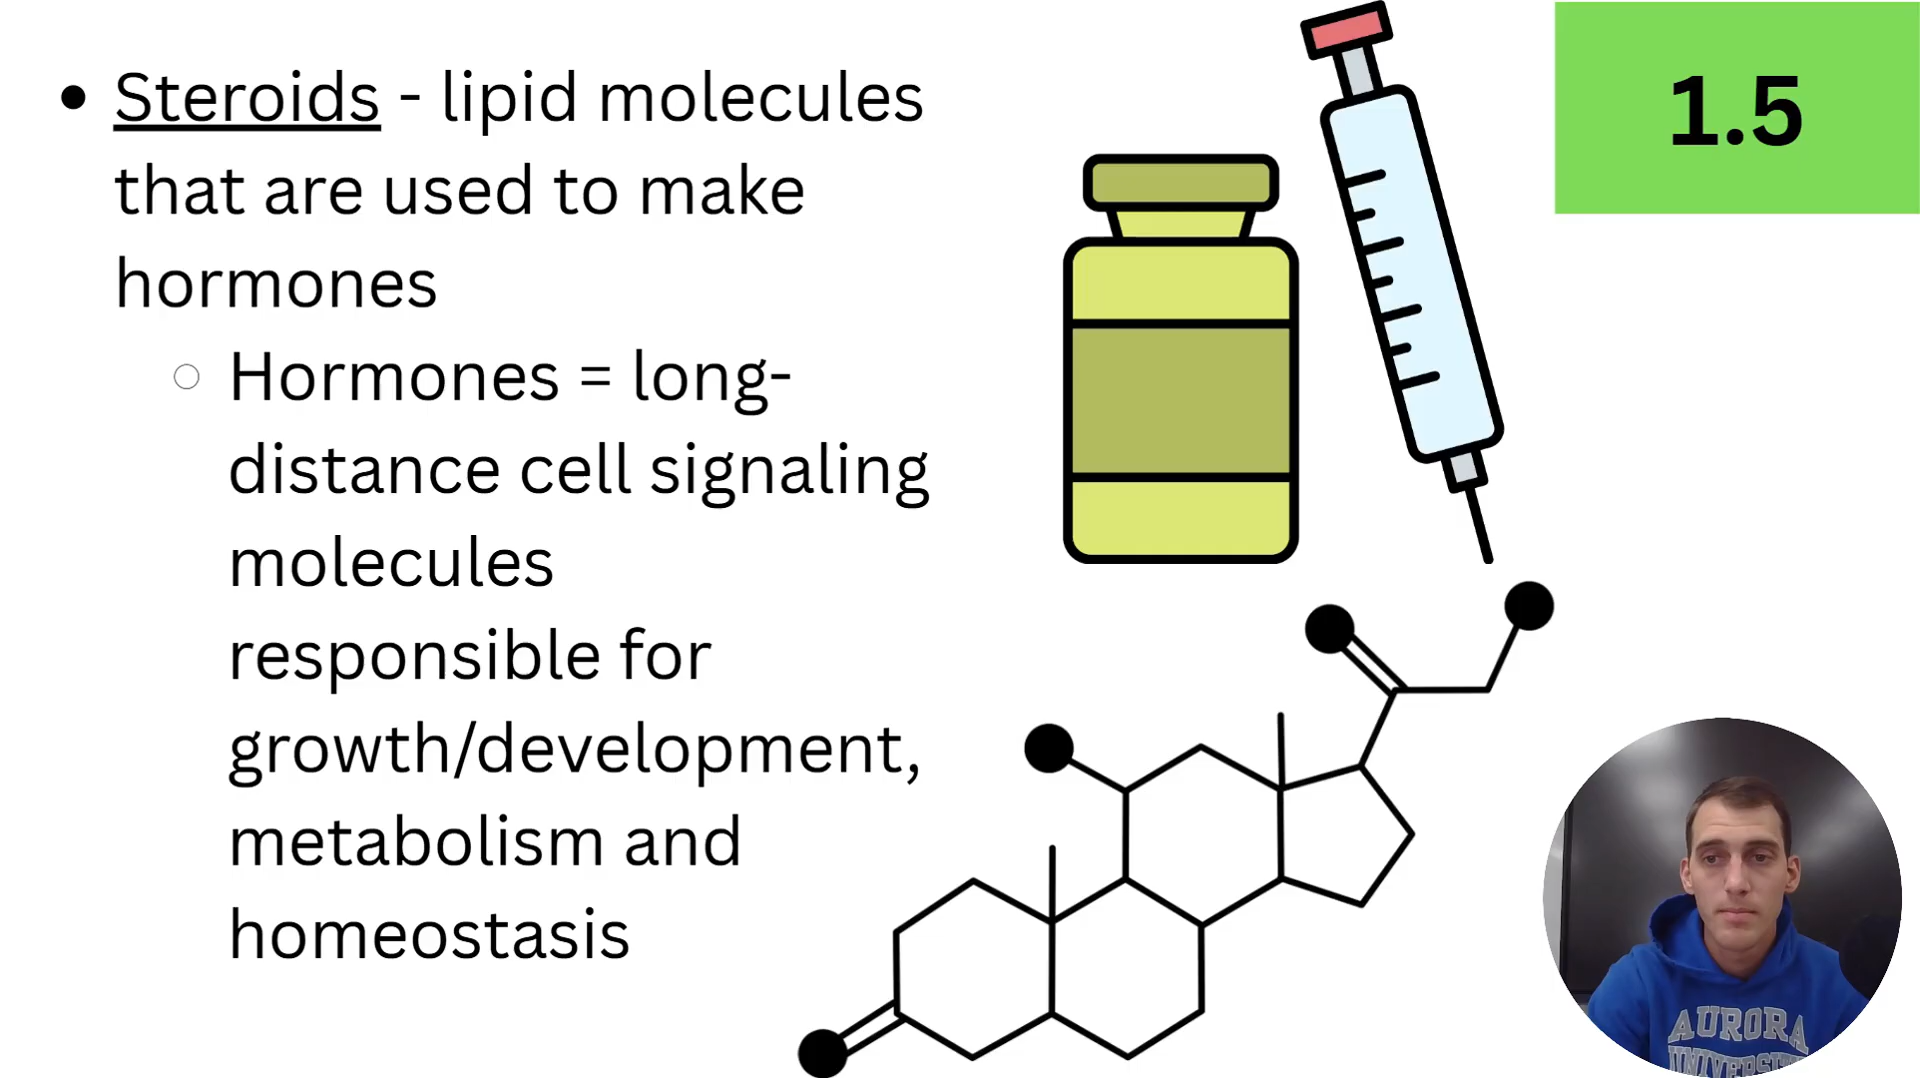 Steroids - lipid molecules
that are used to make
hormones
Hormones = long-
distance cell signaling
molecules
responsible for
growth/development,
metabolism and
homeostasis
1.5
AURORA
UNIVERSITY